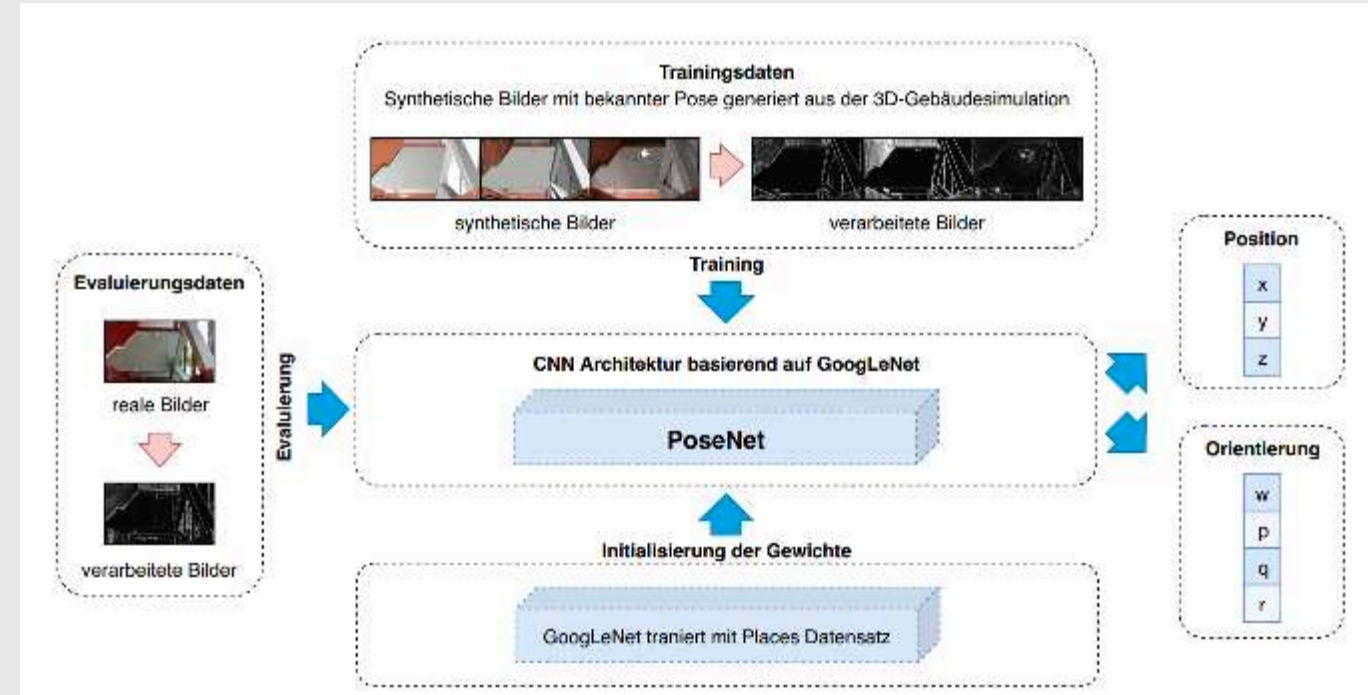 Trainingsdaten
Synthetische Bilder mit bekannter Pose generiert aus der 3D-Gebäudesimulation
synthetische Bilder
verarbeitete Bilder
Training
Evaluierungsdaten
reale Bilder
verarbeitete Bilder
Evaluierung
CNN Architektur basierend auf GoogLeNet
PoseNet
Initialisierung der Gewichte
GoogLeNet traniert mit Places Datensatz
Position
x
y
z
Orientierung
w
p
q
r